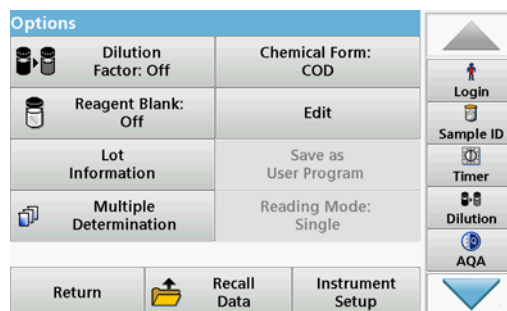 Options
Dilution
Factor: Off
Chemical Form:
COD
Reagent Blank:
Off
Edit
Lot
Information
Save as
User Program
Multiple
Determination
Reading Mode:
Single
Return
Recall
Data
Instrument
Setup
Login
Sample ID
Timer
Dilution
AQA